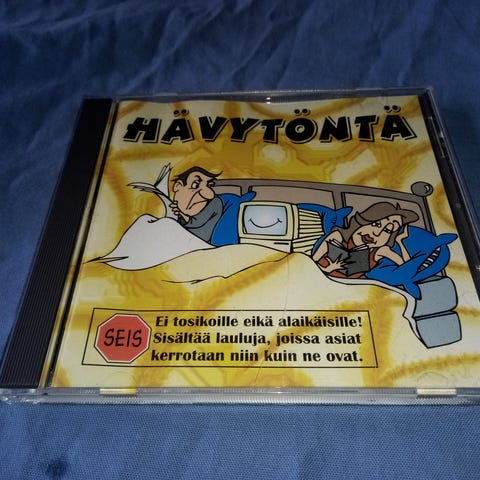 HÄVYTÖNTÄ
SEIS
Ei tosikoille eikä alaikäisille!
Sisältää lauluja, joissa asiat
kerrotaan niin kuin ne ovat.